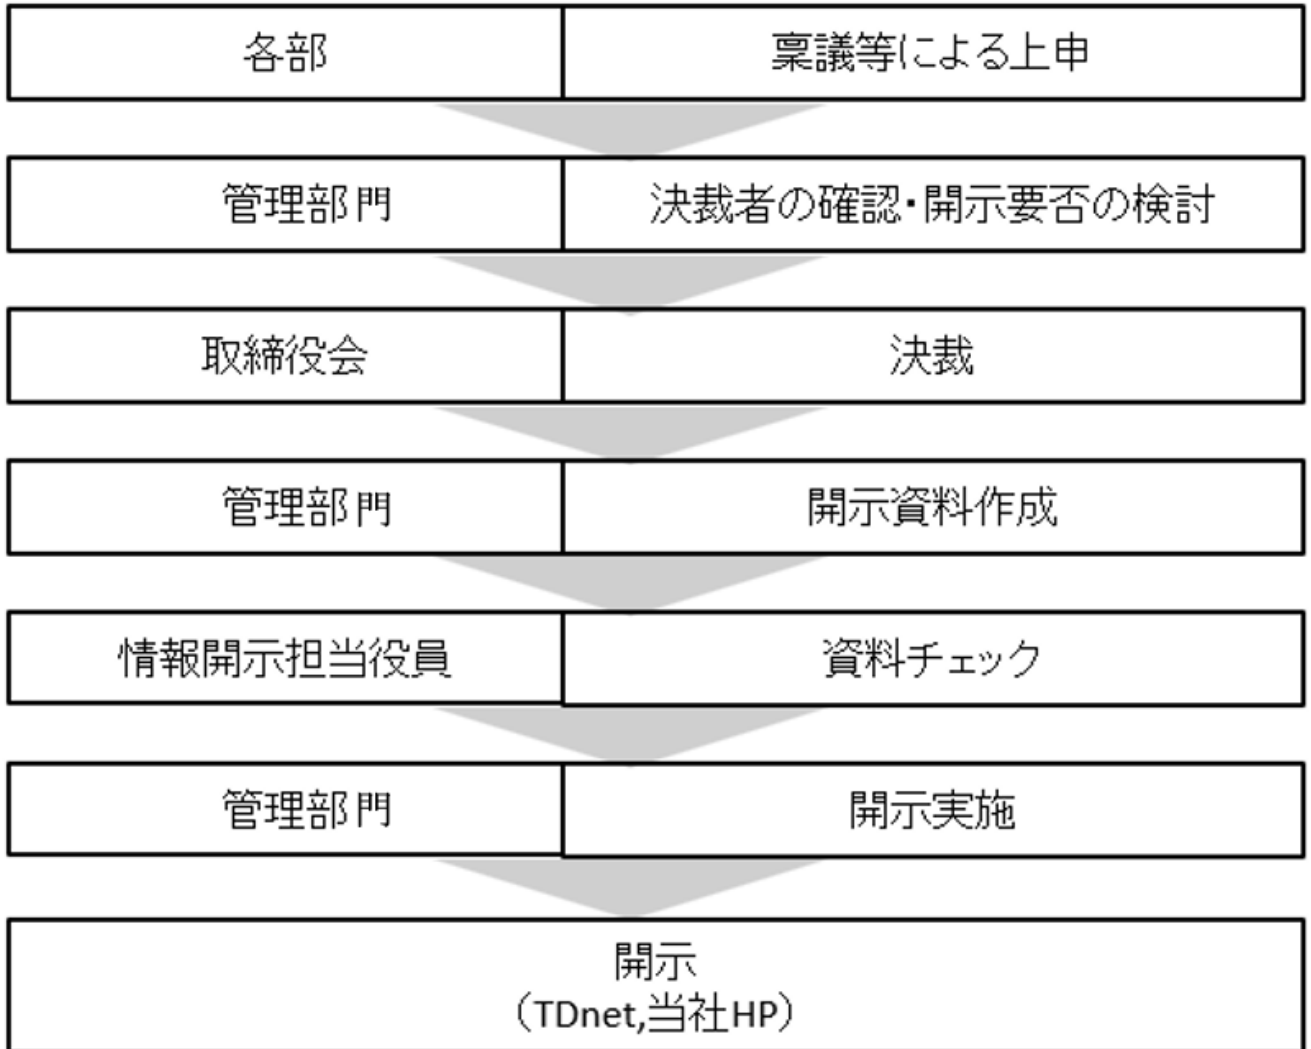 各部 稟議等による上申
管理部門 決裁者の確認・開示要否の検討
取締役会 決裁
管理部門 開示資料作成
情報開示担当役員 資料チェック
管理部門 開示実施
開示
（TDnet,当社HP）